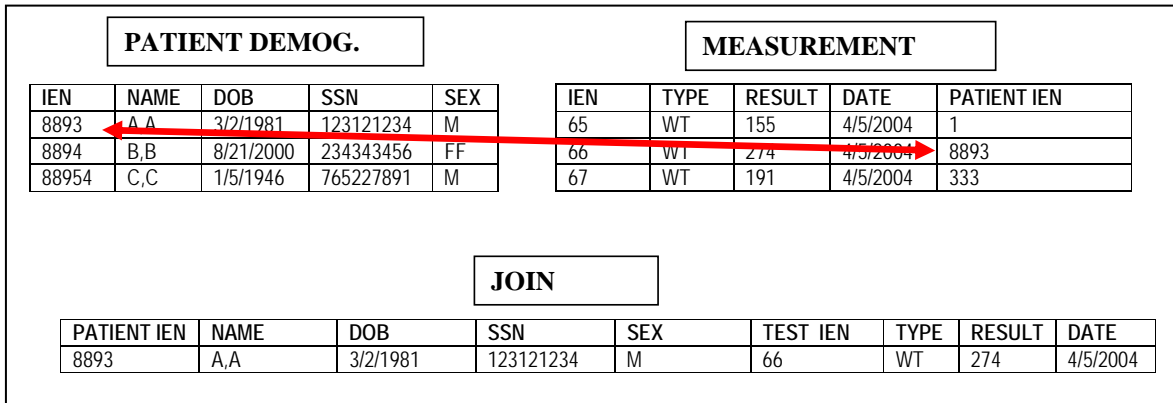 PATIENT DEMOG.
MEASUREMENT
IEN NAME DOB SSN SEX
8893 A,A 3/2/1981 123121234 M
8894 B,B 8/21/2000 234343456 FF
88954 C,C 1/5/1946 765227891 M
IEN TYPE RESULT DATE PATIENT IEN
65 WT 155 4/5/2004 1
66 WT 274 4/5/2004 8893
67 WT 191 4/5/2004 333
JOIN
PATIENT IEN NAME DOB SSN SEX TEST IEN TYPE RESULT DATE
8893 A,A 3/2/1981 123121234 M 66 WT 274 4/5/2004